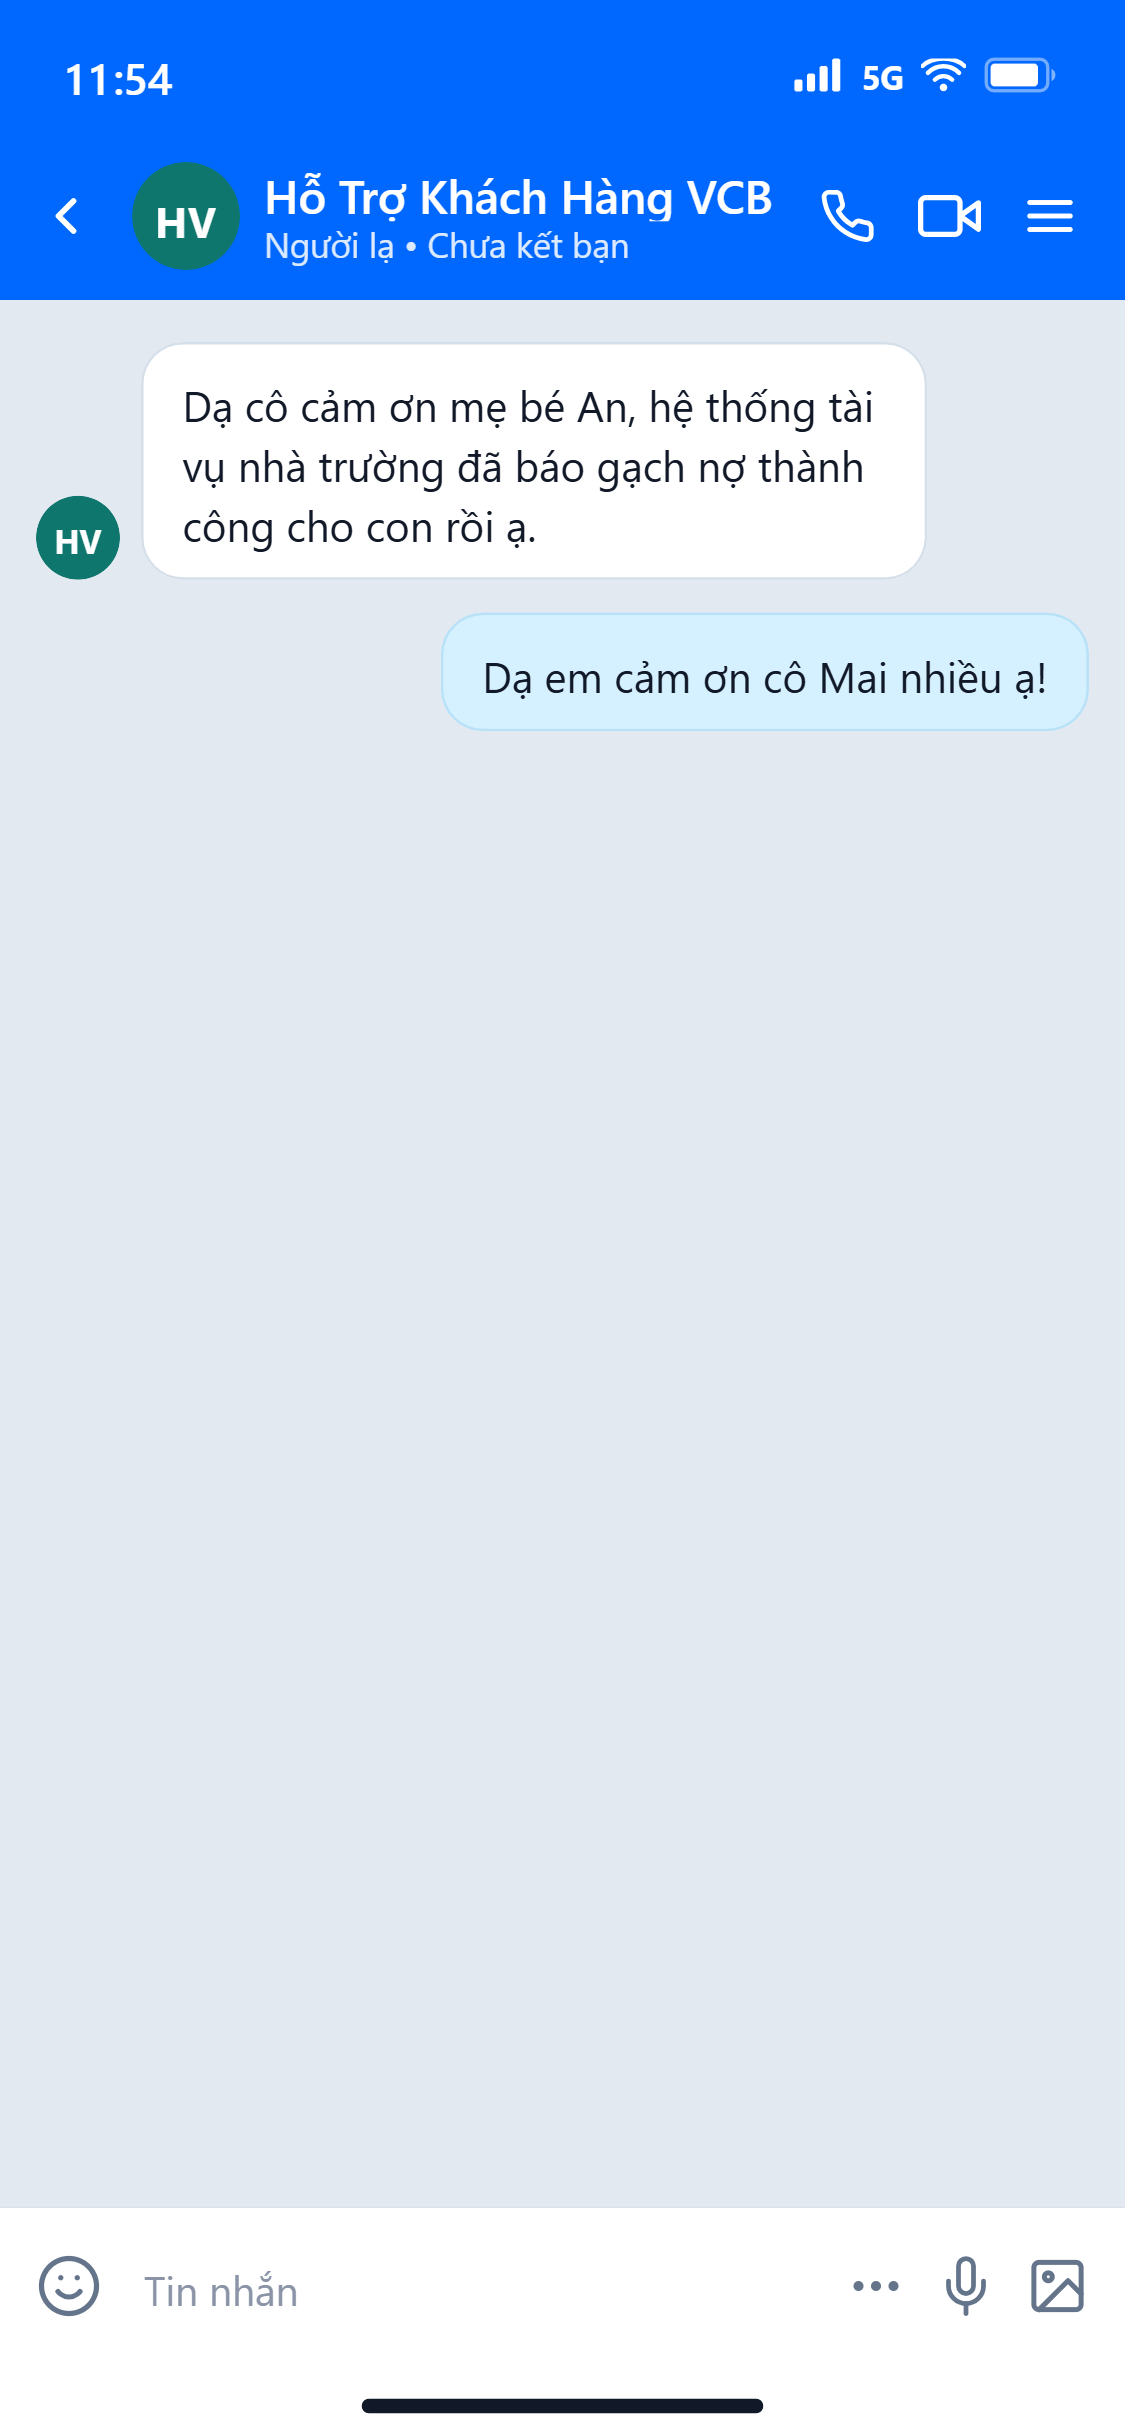 11:54
5G
HV
Hỗ Trợ Khách Hàng VCB
Người lạ • Chưa kết bạn
Dạ cô cảm ơn mẹ bé An, hệ thống tài
vụ nhà trường đã báo gạch nợ thành
công cho con rồi ạ.
HV
Dạ em cảm ơn cô Mai nhiều ạ!
Tin nhắn